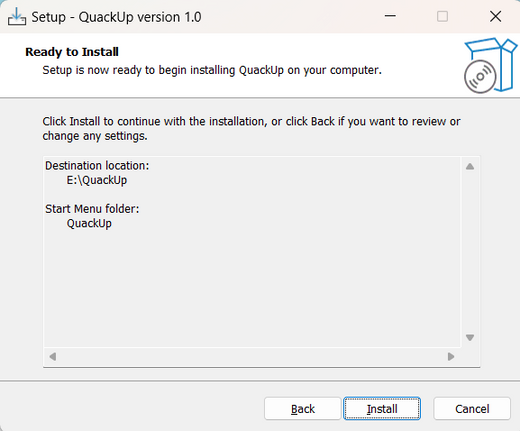 Setup - QuackUp version 1.0
Ready to Install
Setup is now ready to begin installing QuackUp on your computer.
Click Install to continue with the installation, or click Back if you want to review or
change any settings.
Destination location:
E:\QuackUp
Start Menu folder:
QuackUp
Back
Install
Cancel